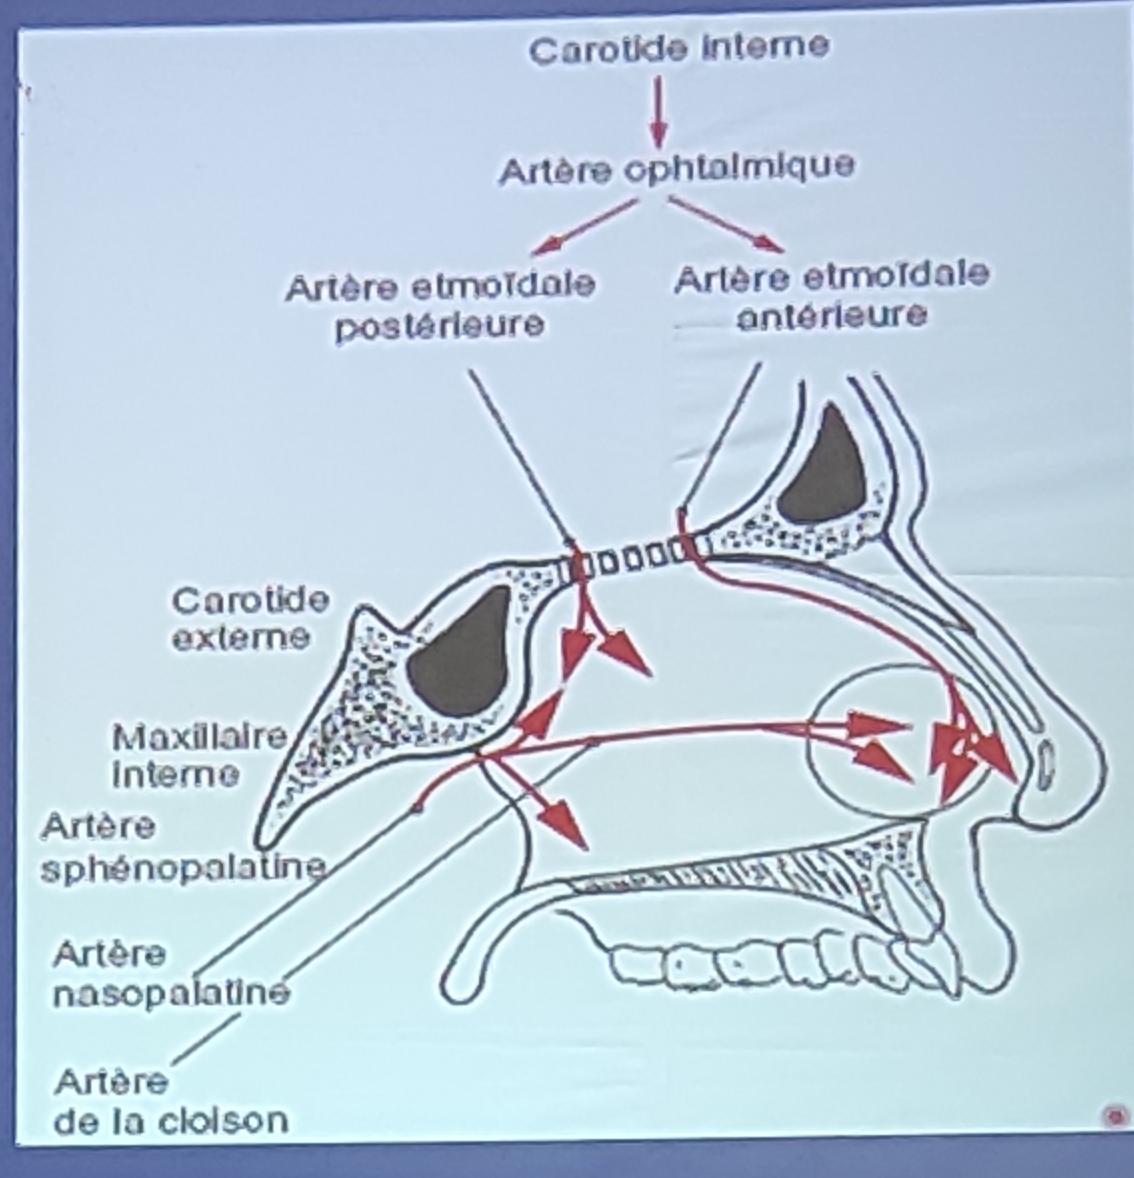 Carotide interne
Artère ophtalmique
Artère etmoïdale
postérieure
Artère etmoïdale
antérieure
Carotide
externe
Maxillaire
interne
Artère
sphénopalatine
Artère
nasopalatine
Artère
de la cloison